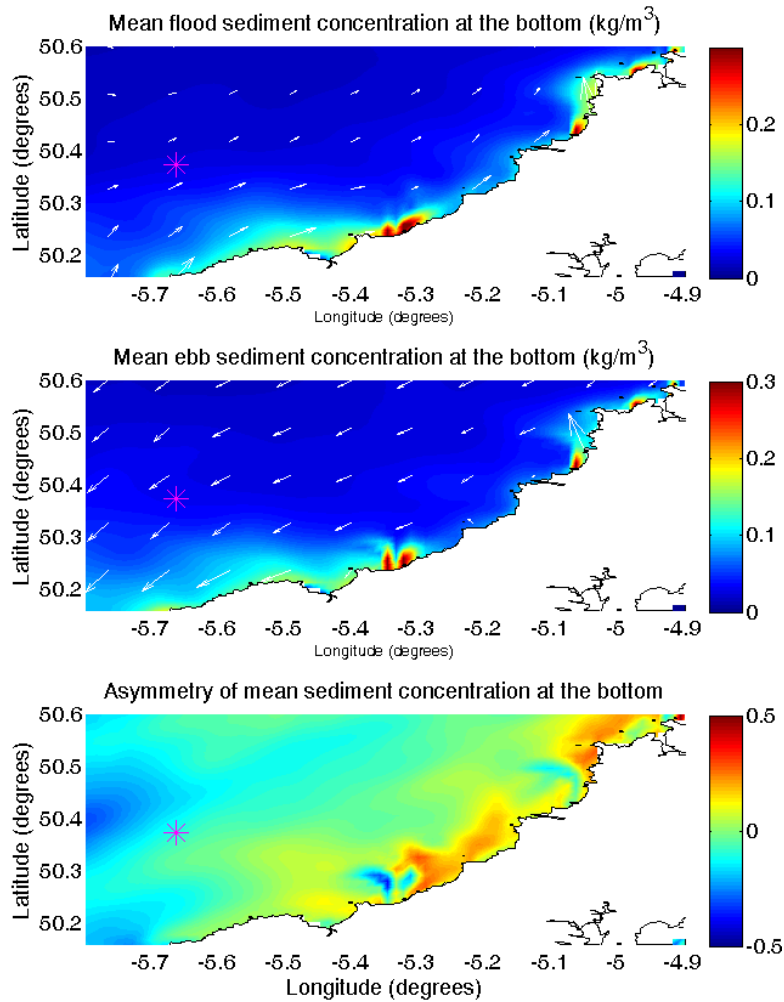 Mean flood sediment concentration at the bottom (kg/m³)
50.6
50.5
50.4
50.3
50.2
Latitude (degrees)
-5.7 -5.6 -5.5 -5.4 -5.3 -5.2 -5.1 -5 -4.9
Longitude (degrees)
0.2
0.1
0
Mean ebb sediment concentration at the bottom (kg/m³)
50.6
50.5
50.4
50.3
50.2
Latitude (degrees)
-5.7 -5.6 -5.5 -5.4 -5.3 -5.2 -5.1 -5 -4.9
Longitude (degrees)
0.3
0.2
0.1
0
Asymmetry of mean sediment concentration at the bottom
50.6
50.5
50.4
50.3
50.2
Latitude (degrees)
-5.7 -5.6 -5.5 -5.4 -5.3 -5.2 -5.1 -5 -4.9
Longitude (degrees)
0.5
0
-0.5